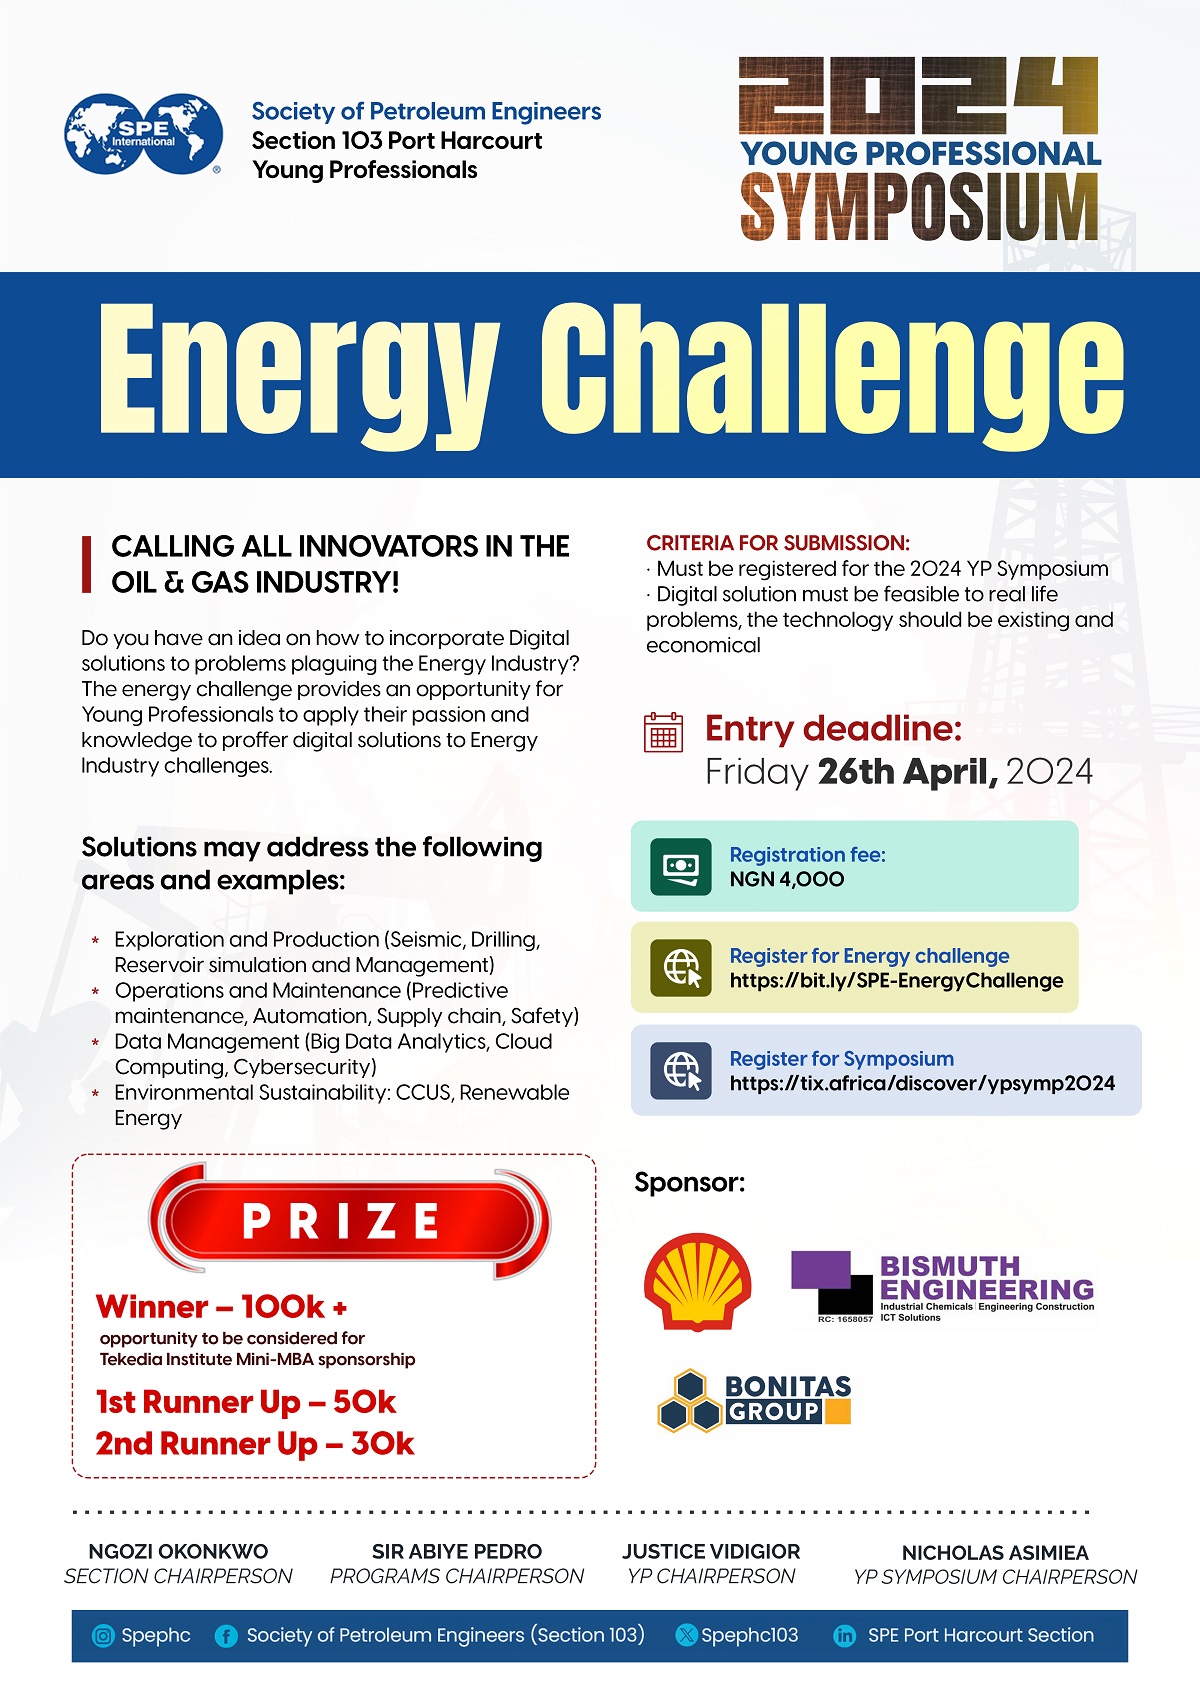 SPE
International
®
Society of Petroleum Engineers
Section 103 Port Harcourt
Young Professionals
2024
YOUNG PROFESSIONAL
SYMPOSIUM
Energy Challenge
CALLING ALL INNOVATORS IN THE
OIL & GAS INDUSTRY!
Do you have an idea on how to incorporate Digital
solutions to problems plaguing the Energy Industry?
The energy challenge provides an opportunity for
Young Professionals to apply their passion and
knowledge to proffer digital solutions to Energy
Industry challenges.
Solutions may address the following
areas and examples:
* Exploration and Production (Seismic, Drilling,
Reservoir simulation and Management)
* Operations and Maintenance (Predictive
maintenance, Automation, Supply chain, Safety)
* Data Management (Big Data Analytics, Cloud
Computing, Cybersecurity)
* Environmental Sustainability: CCUS, Renewable
Energy
PRIZE
Winner – 100k +
opportunity to be considered for
Tekedia Institute Mini-MBA sponsorship
1st Runner Up – 50k
2nd Runner Up – 30k
CRITERIA FOR SUBMISSION:
· Must be registered for the 2024 YP Symposium
· Digital solution must be feasible to real life
problems, the technology should be existing and
economical
Entry deadline:
Friday 26th April, 2024
Registration fee:
NGN 4,000
Register for Energy challenge
https://bit.ly/SPE-EnergyChallenge
Register for Symposium
https://tix.africa/discover/ypsymp2024
Sponsor:
BISMUTH
ENGINEERING
Industrial Chemicals | Engineering Construction
RC: 1658057 ICT Solutions
BONITAS
GROUP
NGOZI OKONKWO
SECTION CHAIRPERSON
SIR ABIYE PEDRO
PROGRAMS CHAIRPERSON
JUSTICE VIDIGIOR
YP CHAIRPERSON
NICHOLAS ASIMIEA
YP SYMPOSIUM CHAIRPERSON
Spephc Society of Petroleum Engineers (Section 103) Spephc103 SPE Port Harcourt Section